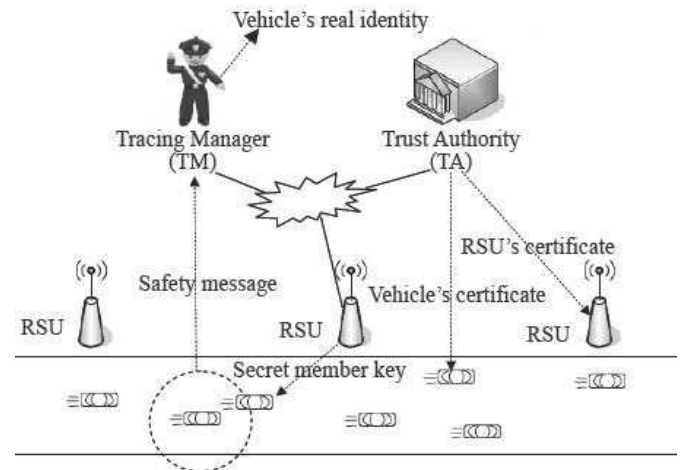 Vehicle's real identity
Tracing Manager
(TM)
Trust Authority
(TA)
RSU's certificate
Safety message
Vehicle's certificate
RSU
RSU
RSU
Secret member key